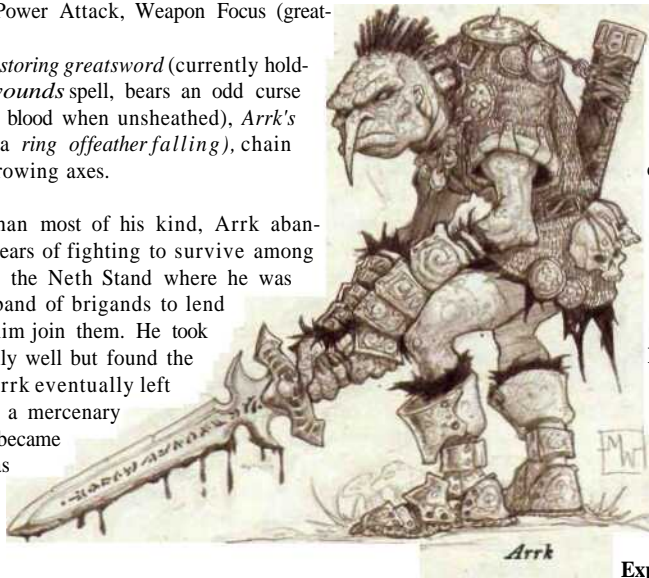 Power Attack, Weapon Focus (great-
storing greatsword (currently hold-
wounds spell, bears an odd curse
blood when unsheathed), Arrk's
a ring offeather falling), chain
rowing axes.
han most of his kind, Arrk aban-
ears of fighting to survive among
the Neth Stand where he was
band of brigands to lend
im join them. He took
ly well but found the
rrk eventually left
a mercenary
became
as
MW
Arrk
Exp